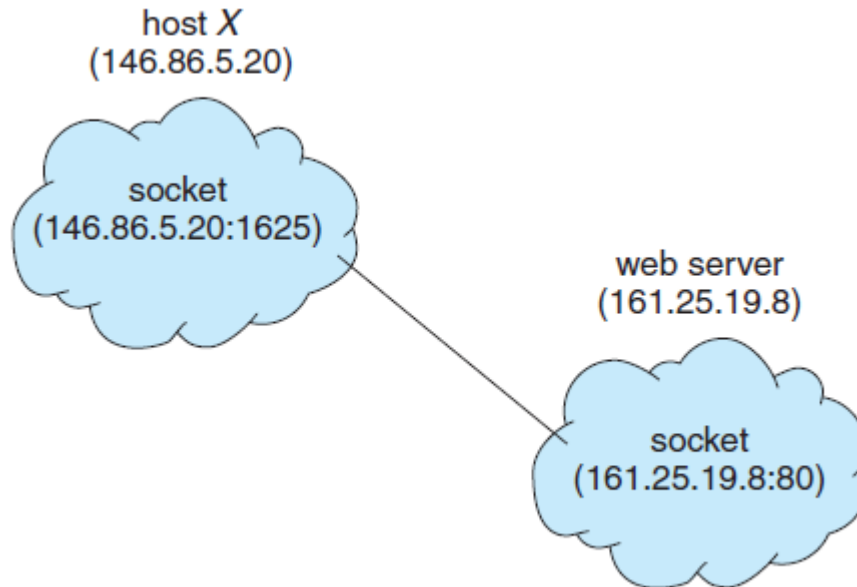 host X
(146.86.5.20)
socket
(146.86.5.20:1625)
web server
(161.25.19.8)
socket
(161.25.19.8:80)